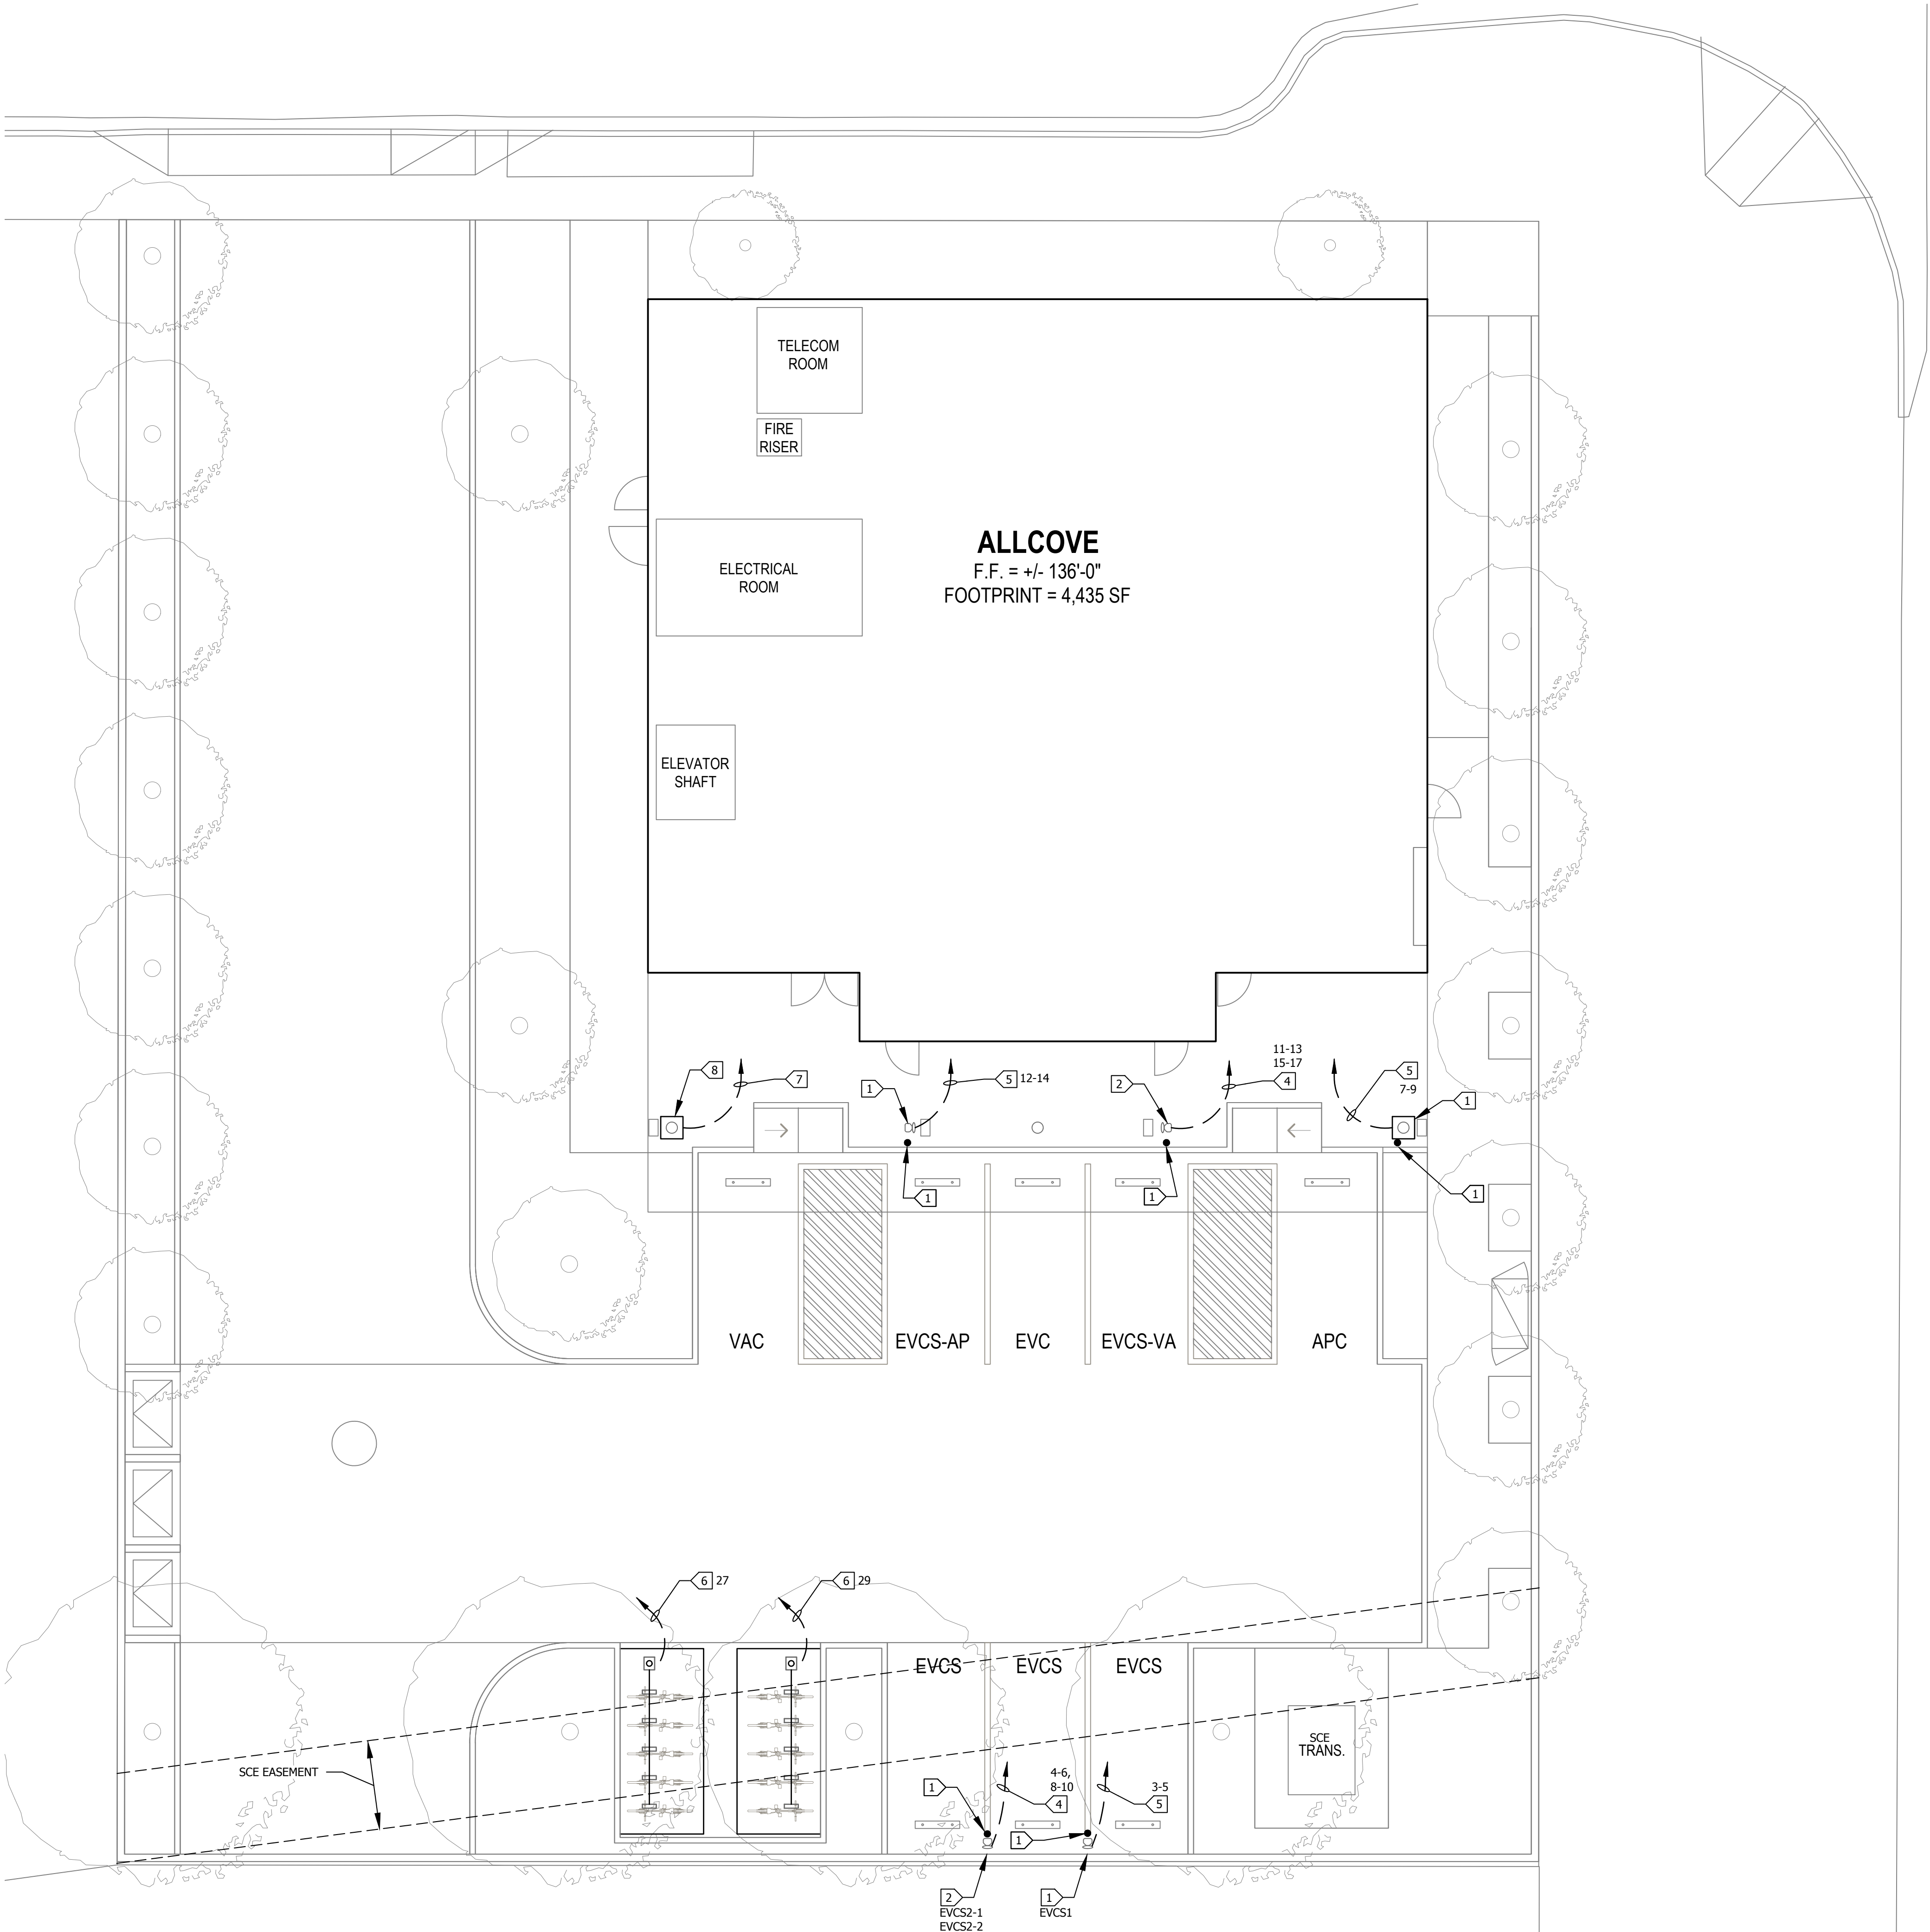 TELECOM
ROOM
FIRE
RISER
ALLCOVE
F.F. = +/- 136'-0"
FOOTPRINT = 4,435 SF
ELECTRICAL
ROOM
ELEVATOR
SHAFT
8
7
1
5 12-14
2
11-13
15-17
4
5
7-9
1
1
1
1
VAC
EVCS-AP
EVC
EVCS-VA
APC
6 27
6 29
EVCS
EVCS
EVCS
SCE
TRANS.
SCE EASEMENT
1
4-6,
8-10
4
3-5
5
1
2
EVCS2-1
EVCS2-2
1
EVCS1